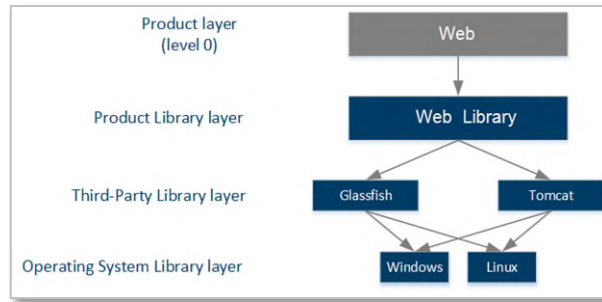 Product layer
(level 0)
Web
Product Library layer
Web Library
Third-Party Library layer
Glassfish
Tomcat
Operating System Library layer
Windows
Linux